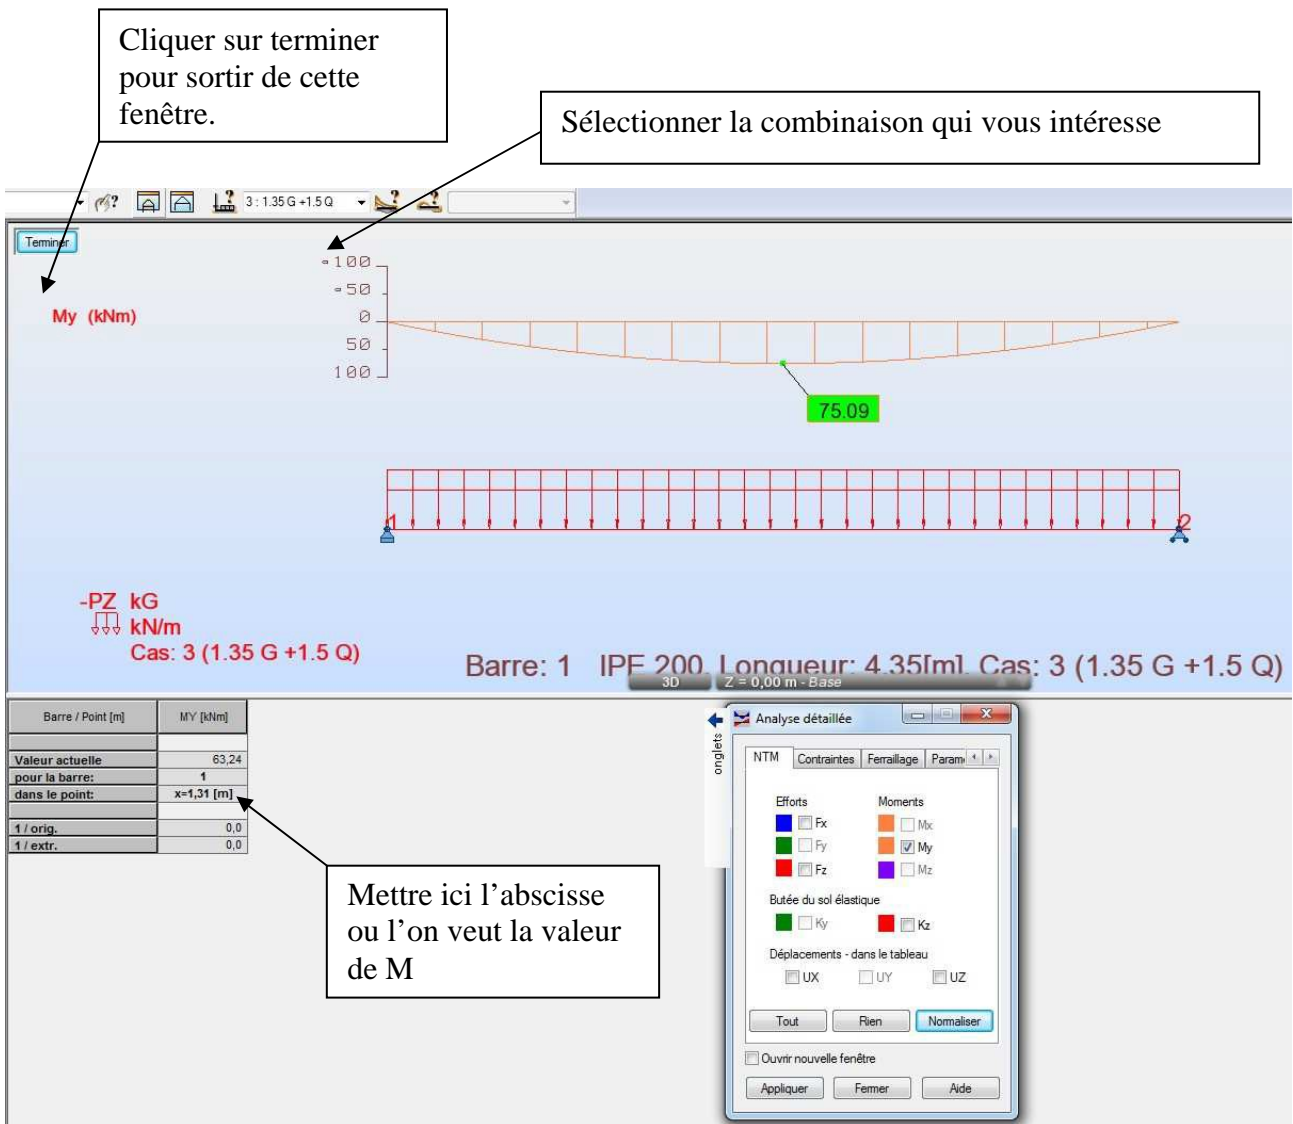 Cliquer sur terminer
pour sortir de cette
fenêtre.
Sélectionner la combinaison qui vous intéresse
3 : 1.35 G +1.5 Q
Terminer
-100
-50
0
50
100
My (kNm)
75.09
1
2
-PZ kG
kN/m
Cas: 3 (1.35 G +1.5 Q)
Barre: 1 IPE 200, Longueur: 4.35[m], Cas: 3 (1.35 G +1.5 Q)
3D
Z = 0,00 m - Base
Barre / Point [m] MY [kNm]
Valeur actuelle 63,24
pour la barre: 1
dans le point: x=1,31 [m]
1 / orig. 0,0
1 / extr. 0,0
Mettre ici l’abscisse
ou l’on veut la valeur
de M
onglets
Analyse détaillée
NTM Contraintes Ferraillage Param
Efforts Moments
Fx Mx
Fy My
Fz Mz
Butée du sol élastique
Ky Kz
Déplacements - dans le tableau
UX UY UZ
Tout Rien Normaliser
Ouvrir nouvelle fenêtre
Appliquer Fermer Aide